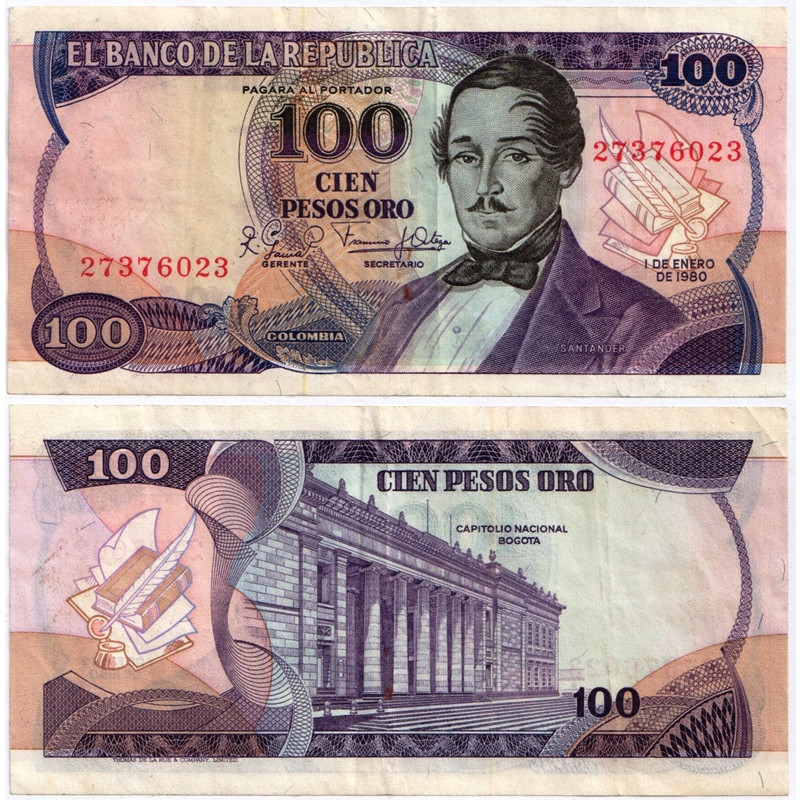 EL BANCO DE LA REPUBLICA
100
PAGARA AL PORTADOR
100
CIEN
PESOS ORO
27376023
GERENTE
SECRETARIO
27376023
1 DE ENERO
DE 1980
100
COLOMBIA
SANTANDER
100
CIEN PESOS ORO
CAPITOLIO NACIONAL
BOGOTA
100
THOMAS DE LA RUE & COMPANY, LIMITED.